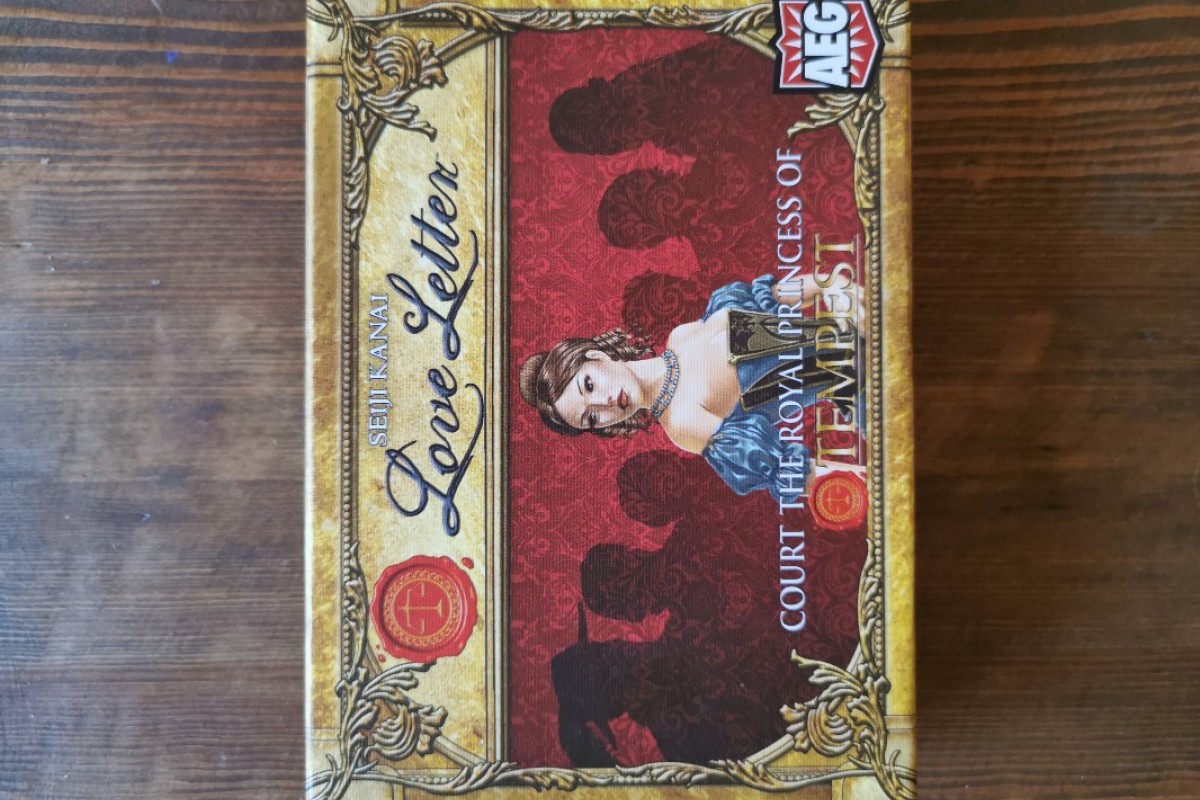 AEG
SEIJI KANAI
Love Letter
COURT THE ROYAL PRINCESS OF
TEMPEST